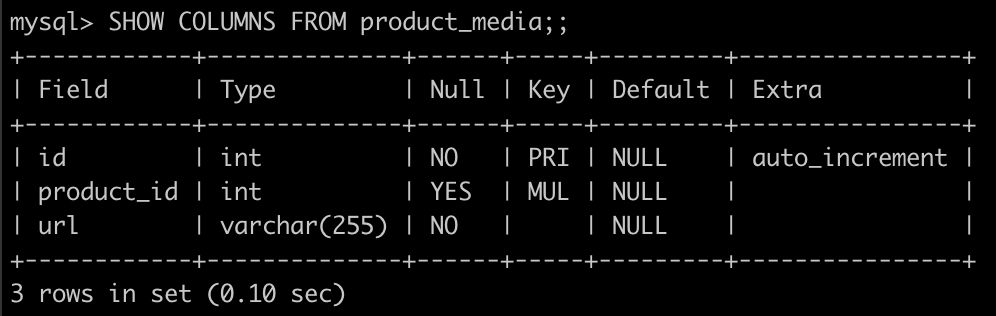 mysql> SHOW COLUMNS FROM product_media;;
+------------+--------------+------+-----+---------+----------------+
| Field      | Type         | Null | Key | Default | Extra          |
+------------+--------------+------+-----+---------+----------------+
| id         | int          | NO   | PRI | NULL    | auto_increment |
| product_id | int          | YES  | MUL | NULL    |                |
| url        | varchar(255) | NO   |     | NULL    |                |
+------------+--------------+------+-----+---------+----------------+
3 rows in set (0.10 sec)